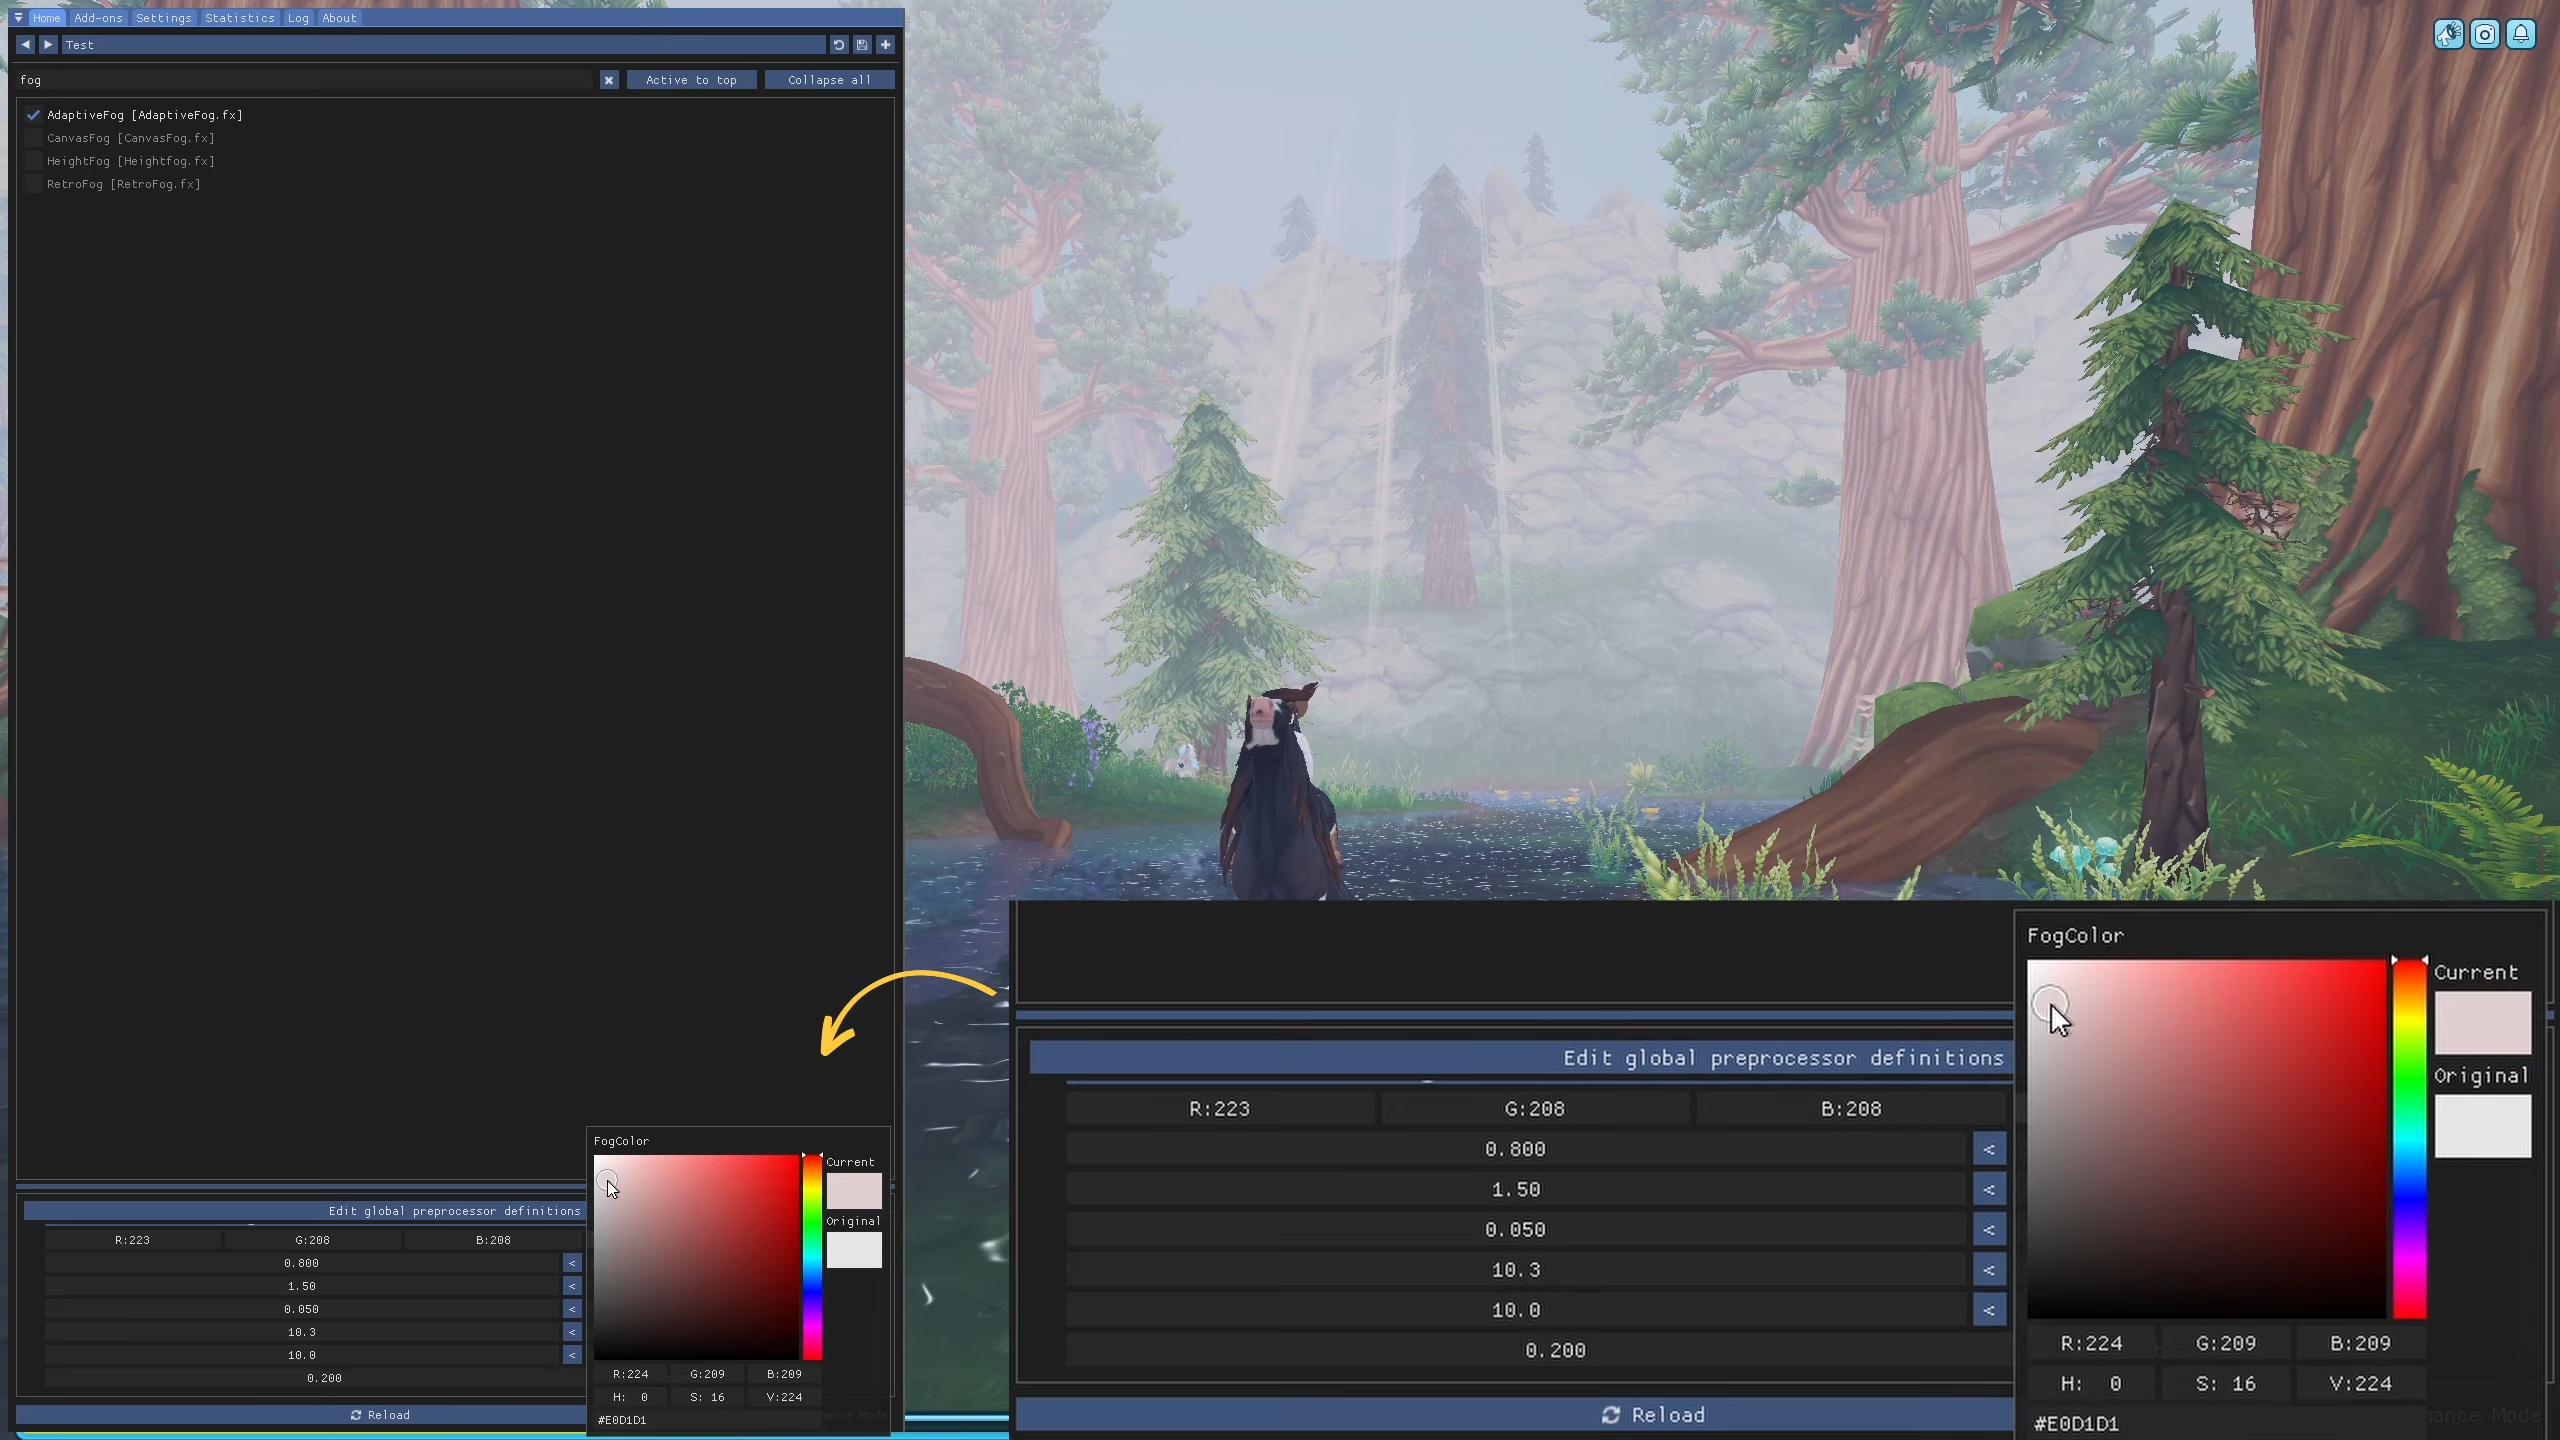 Home Add-ons Settings Statistics Log About
Test
fog Active to top Collapse all
AdaptiveFog [AdaptiveFog.fx]
CanvasFog [CanvasFog.fx]
HeightFog [Heightfog.fx]
RetroFog [RetroFog.fx]
FogColor
Current
Original
Edit global preprocessor definitions
R:223 G:208 B:208
0.800 <
1.50 <
0.050 <
10.3 <
10.0 <
0.200
R:224 G:209 B:209
H: 0 S: 16 V:224
#E0D1D1
Reload
FogColor
Current
Original
Edit global preprocessor definitions
R:223 G:208 B:208
0.800 <
1.50 <
0.050 <
10.3 <
10.0 <
0.200
R:224 G:209 B:209
H: 0 S: 16 V:224
#E0D1D1
Reload
Mode